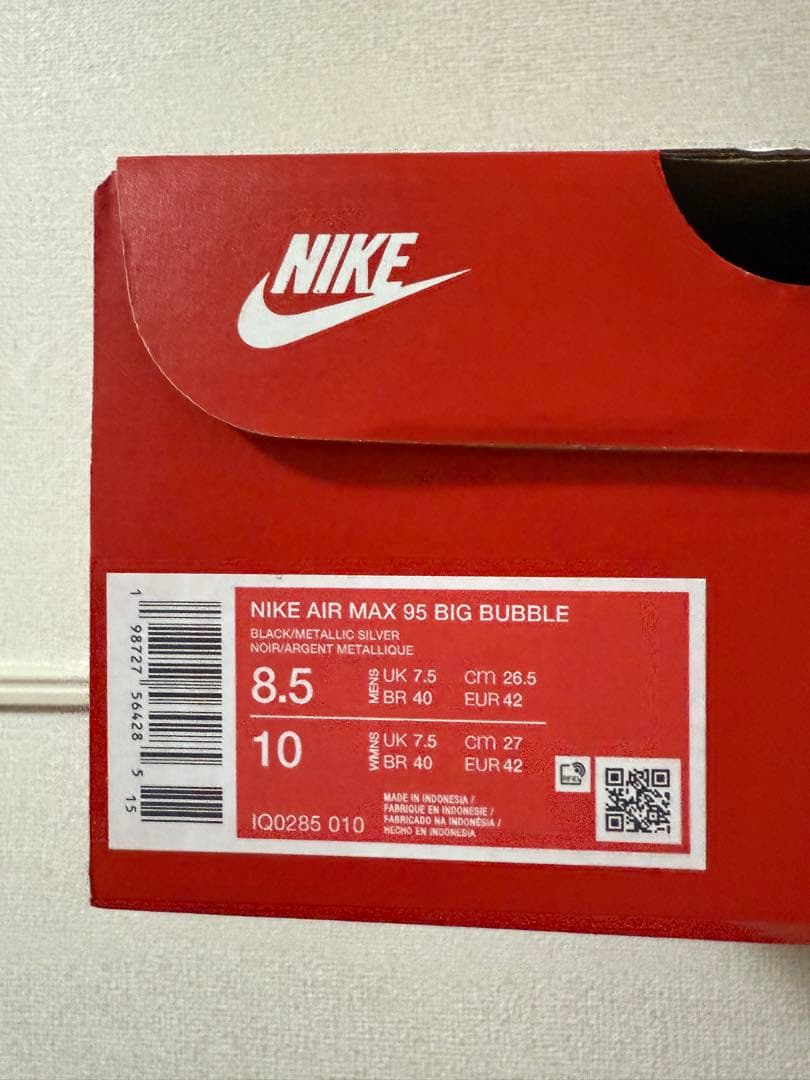 NIKE
NIKE AIR MAX 95 BIG BUBBLE
BLACK/METALLIC SILVER
NOIR/ARGENT METALLIQUE
8.5 MENS UK 7.5 cm 26.5
BR 40 EUR 42
10 WMNS UK 7.5 cm 27
BR 40 EUR 42
IQ0285 010
MADE IN INDONESIA /
FABRIQUE EN INDONESIE /
FABRICADO NA INDONÉSIA /
HECHO EN INDONESIA
RFID
1 98727 56428 5 15